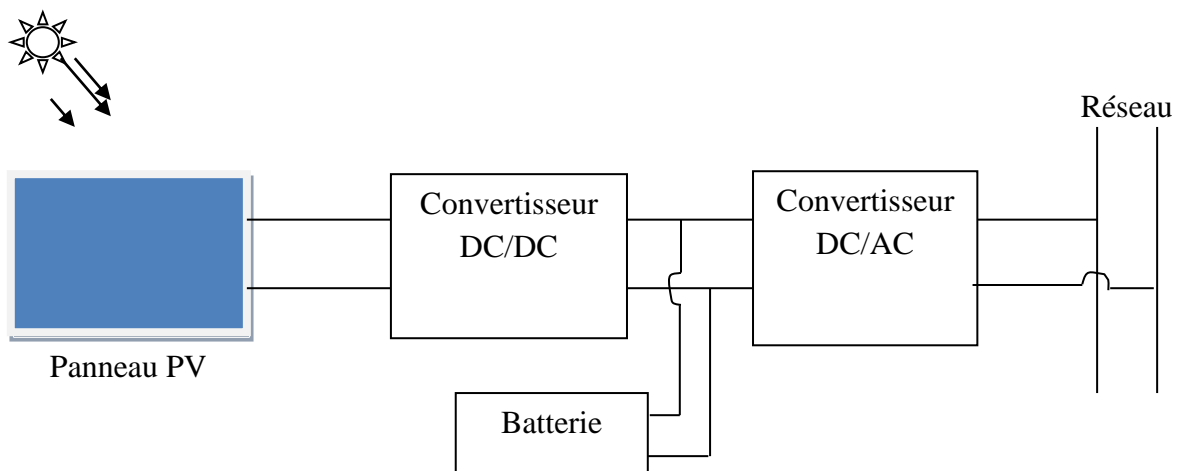 Réseau
Convertisseur
DC/DC
Convertisseur
DC/AC
Panneau PV
Batterie